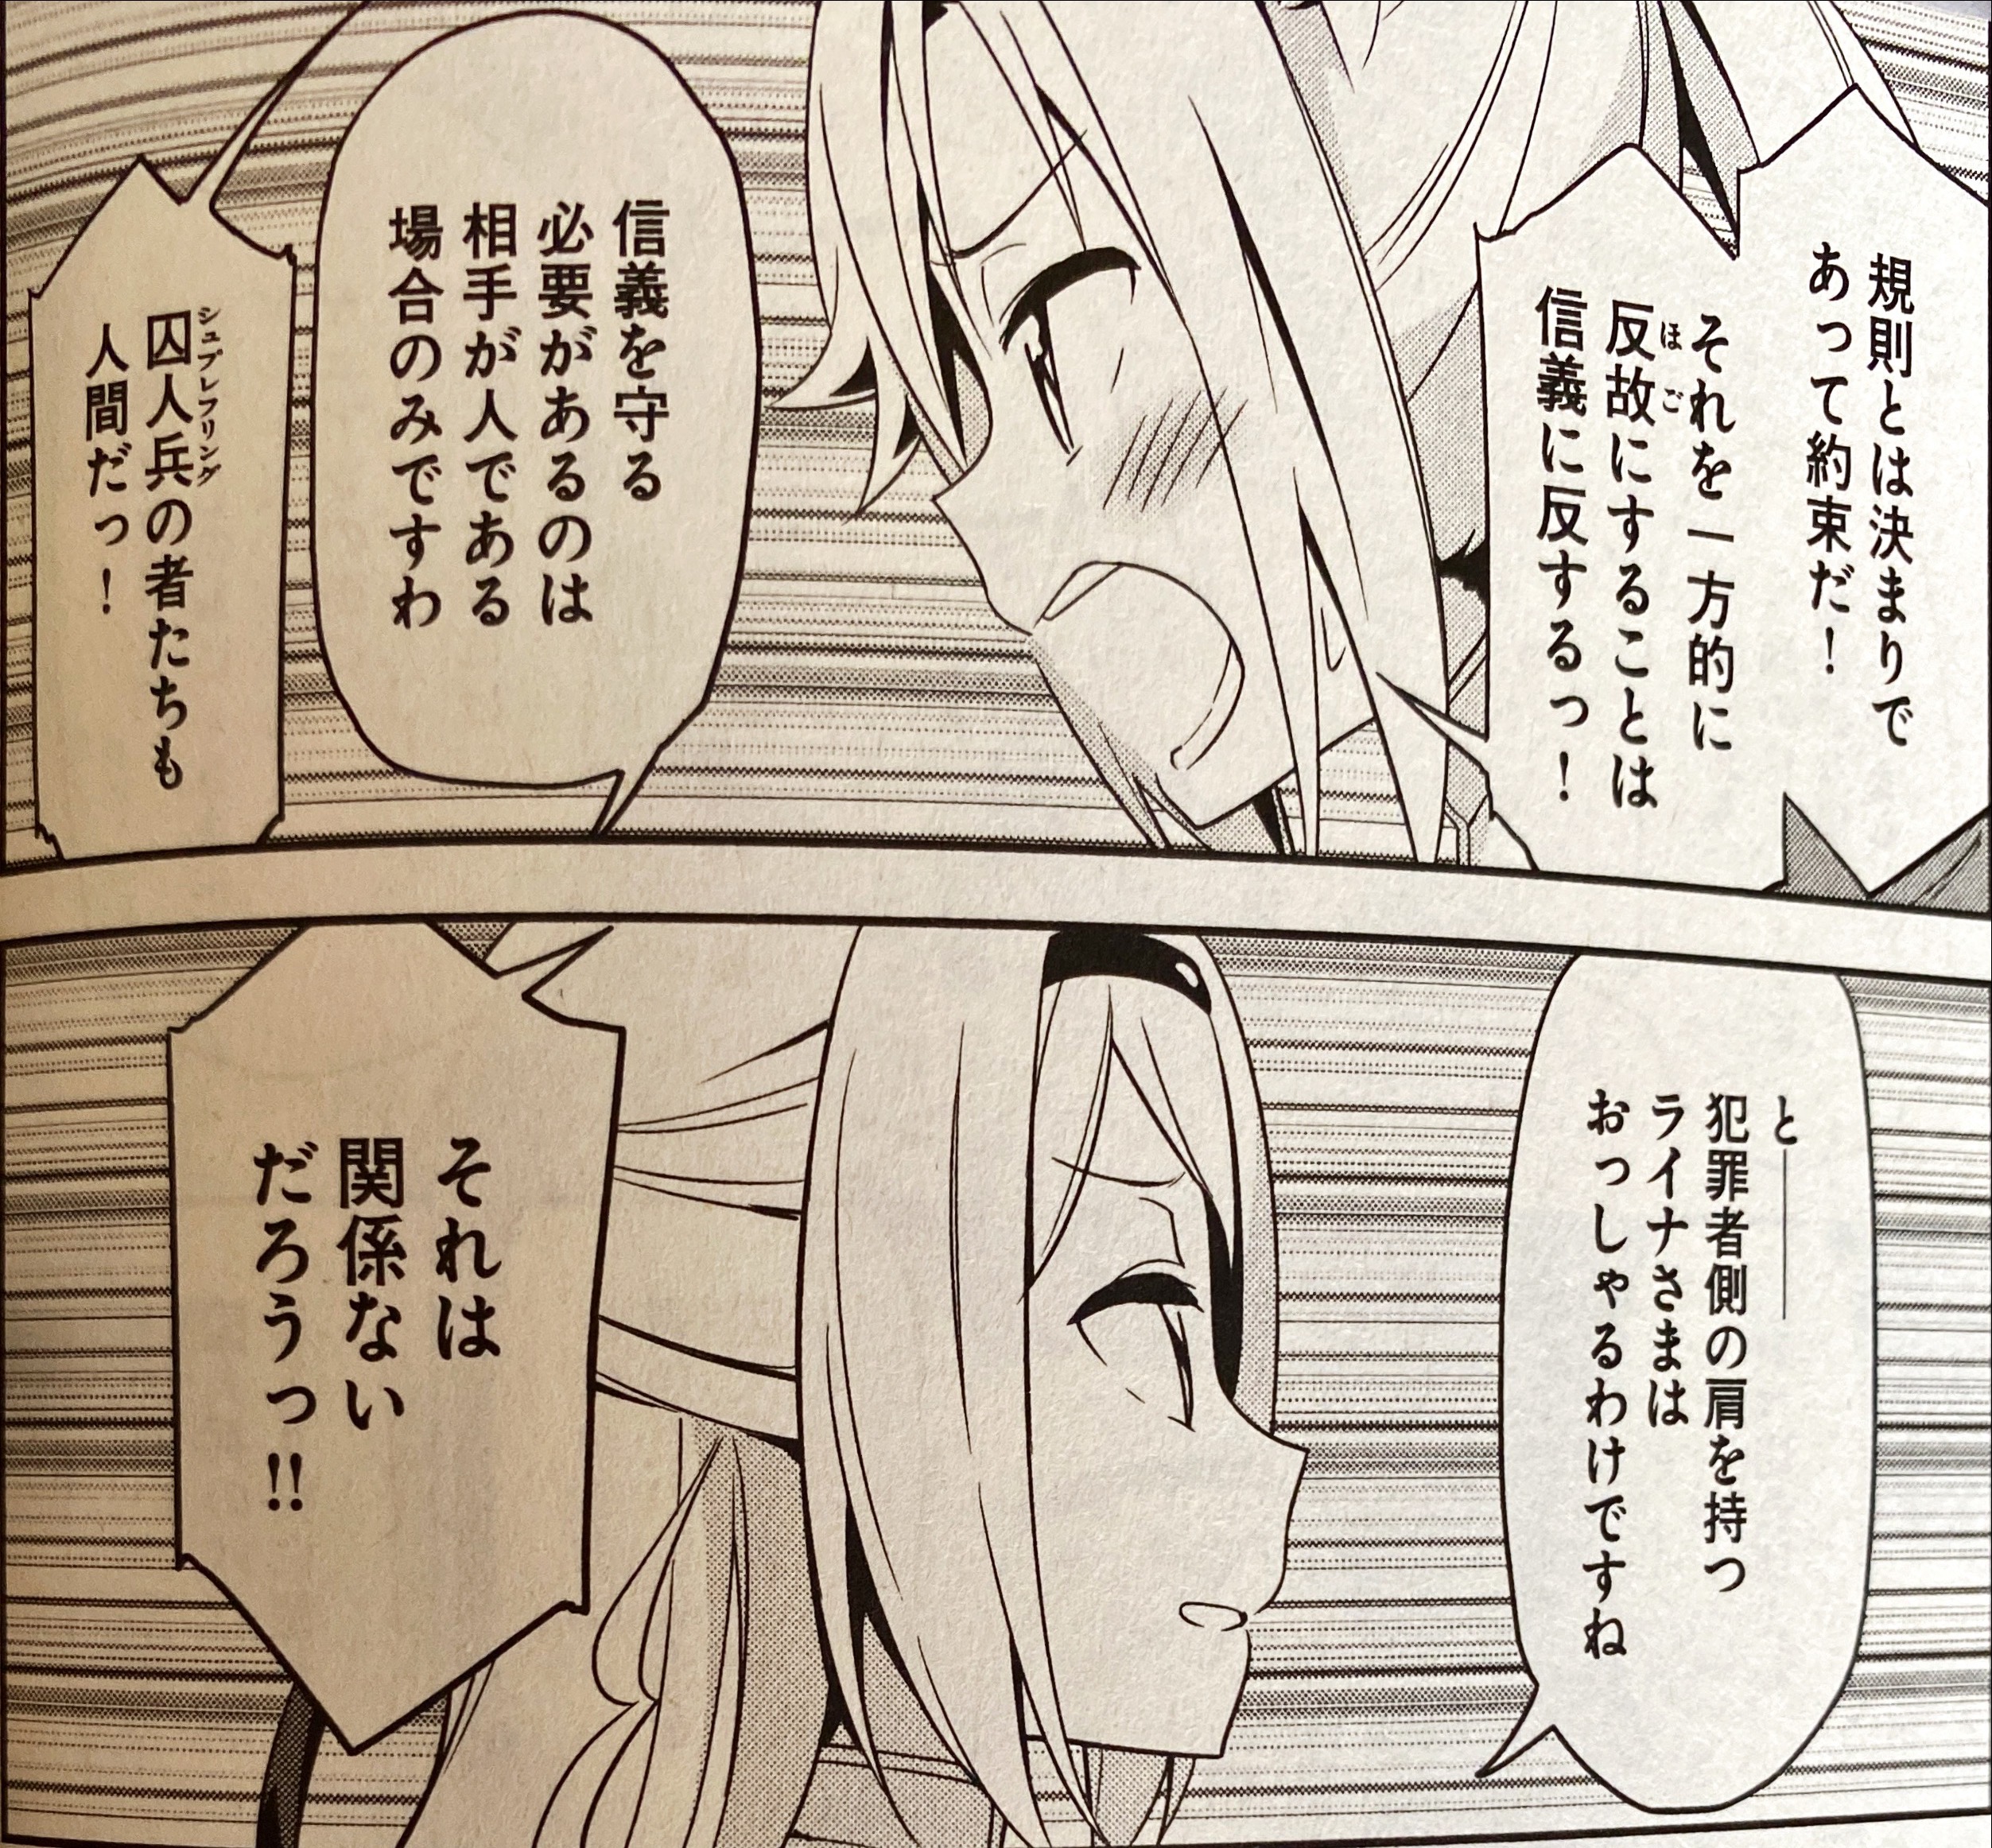 規則とは決まりで
あって約束だ！
それを一方的に
反故にすることは
ほご
信義に反するっ！
信義を守る
必要があるのは
相手が人である
場合のみですわ
囚人兵の者たちも
シュプレフリング
人間だっ！
と――
犯罪者側の肩を持つ
ライナさまは
おっしゃるわけですね
それは
関係ない
だろうっ!!